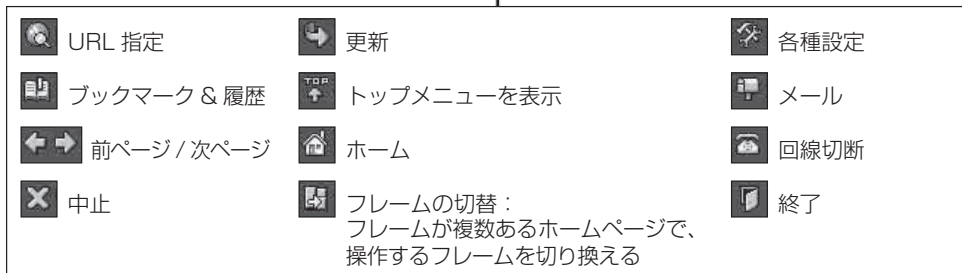 URL 指定
ブックマーク & 履歴
前ページ / 次ページ
中止
更新
TOP
トップメニューを表示
ホーム
フレームの切替：
フレームが複数あるホームページで、
操作するフレームを切り換える
各種設定
メール
回線切断
終了